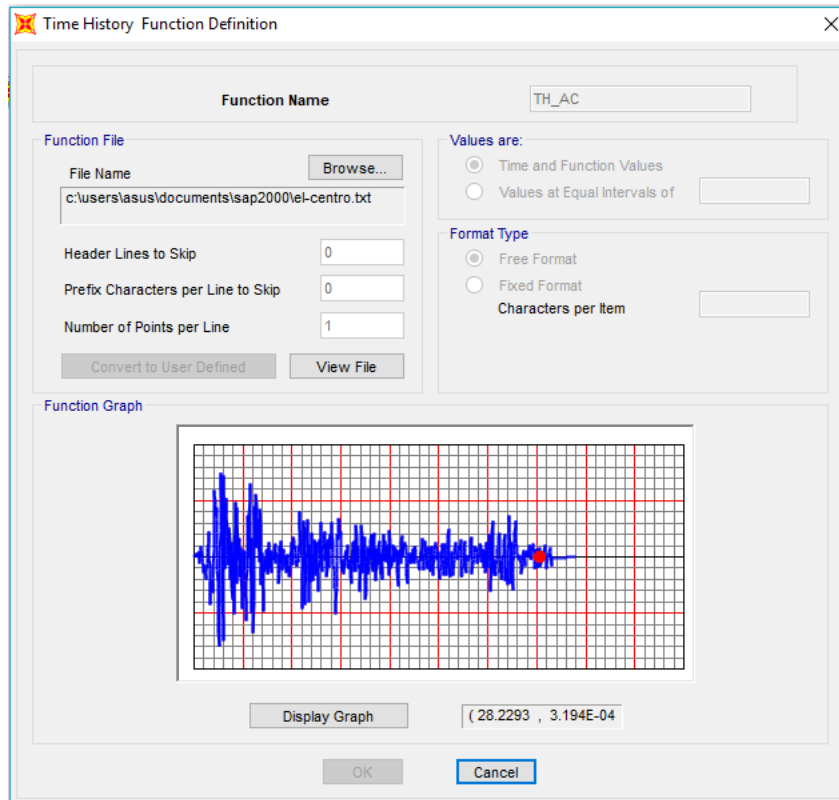 Time History Function Definition
Function Name
TH_AC
Function File
File Name
Browse...
c:\users\asus\documents\sap2000\el-centro.txt
Header Lines to Skip
0
Prefix Characters per Line to Skip
0
Number of Points per Line
1
Convert to User Defined
View File
Values are:
Time and Function Values
Values at Equal Intervals of
Format Type
Free Format
Fixed Format
Characters per Item
Function Graph
Display Graph
( 28.2293 , 3.194E-04
OK
Cancel